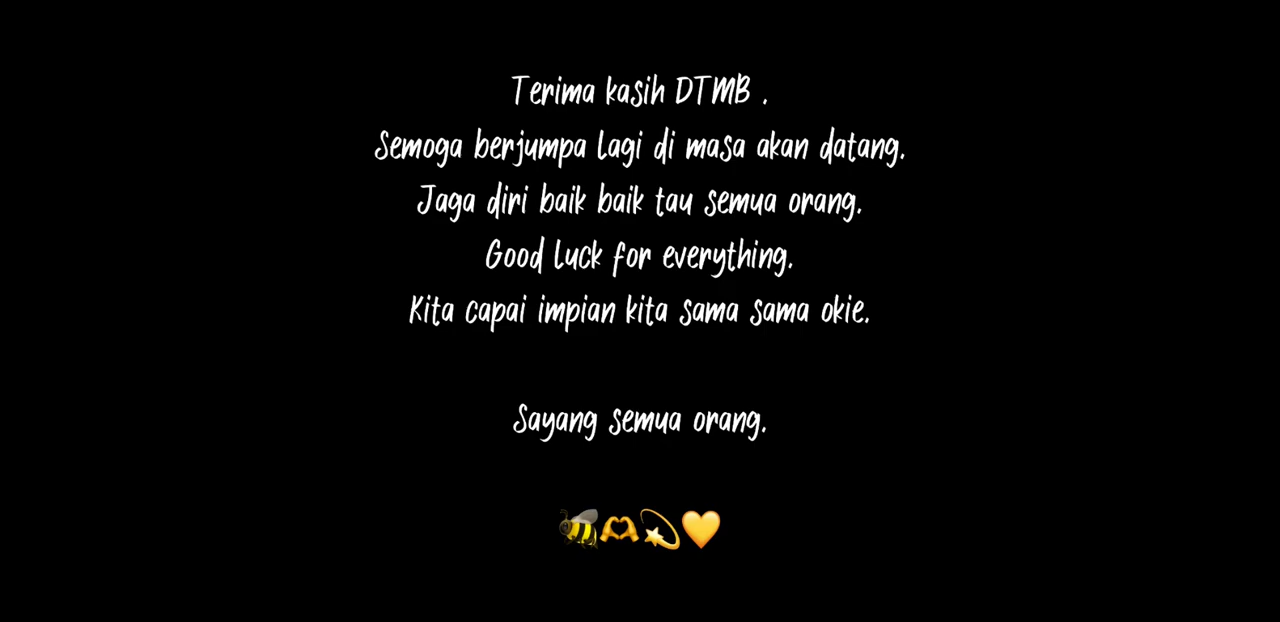 Terima kasih DTMB .
Semoga berjumpa lagi di masa akan datang.
Jaga diri baik baik tau semua orang.
Good luck for everything.
Kita capai impian kita sama sama okie.
Sayang semua orang.
🐝🫶💫💛